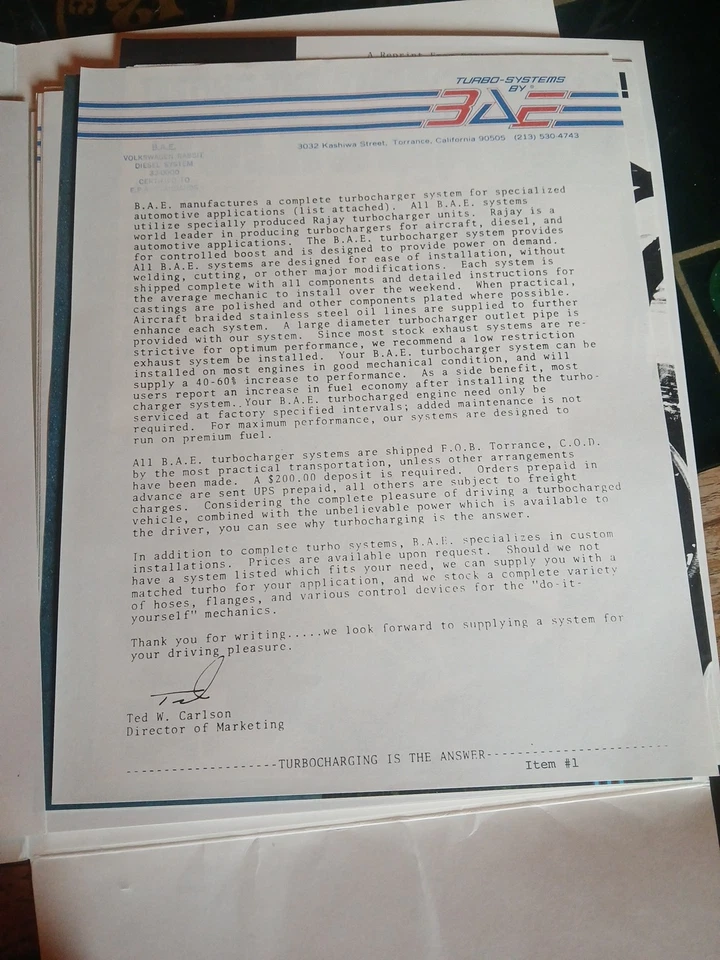 A Reprint
TURBO-SYSTEMS
BY
BAE
!
3032 Kashiwa Street, Torrance, California 90505 (213) 530-4743
B.A.E.
VOLKSWAGEN RABBIT
DIESEL SYSTEM
B.A.E. manufactures a complete turbocharger system for specialized
automotive applications (list attached). All B.A.E. systems
utilize specially produced Rajay turbocharger units. Rajay is a
world leader in producing turbochargers for aircraft, diesel, and
automotive applications. The B.A.E. turbocharger system provides
for controlled boost and is designed to provide power on demand.
All B.A.E. systems are designed for ease of installation, without
welding, cutting, or other major modifications. Each system is
shipped complete with all components and detailed instructions for
the average mechanic to install over the weekend. When practical,
castings are polished and other components plated where possible.
Aircraft braided stainless steel oil lines are supplied to further
enhance each system. A large diameter turbocharger outlet pipe is
provided with our system. Since most stock exhaust systems are re-
strictive for optimum performance, we recommend a low restriction
exhaust system be installed. Your B.A.E. turbocharger system can be
installed on most engines in good mechanical condition, and will
supply a 40-60% increase to performance. As a side benefit, most
users report an increase in fuel economy after installing the turbo-
charger system. Your B.A.E. turbocharged engine need only be
serviced at factory specified intervals; added maintenance is not
required. For maximum performance, our systems are designed to
run on premium fuel.
All B.A.E. turbocharger systems are shipped F.O.B. Torrance, C.O.D.
by the most practical transportation, unless other arrangements
have been made. A $200.00 deposit is required. Orders prepaid in
advance are sent UPS prepaid, all others are subject to freight
charges. Considering the complete pleasure of driving a turbocharged
vehicle, combined with the unbelievable power which is available to
the driver, you can see why turbocharging is the answer.
In addition to complete turbo systems, B.A.E. specializes in custom
installations. Prices are available upon request. Should we not
have a system listed which fits your need, we can supply you with a
matched turbo for your application, and we stock a complete variety
of hoses, flanges, and various control devices for the "do-it-
yourself" mechanics.
Thank you for writing.....we look forward to supplying a system for
your driving pleasure.
Ted
Ted W. Carlson
Director of Marketing
-------------------TURBOCHARGING IS THE ANSWER-----------------------
Item #1